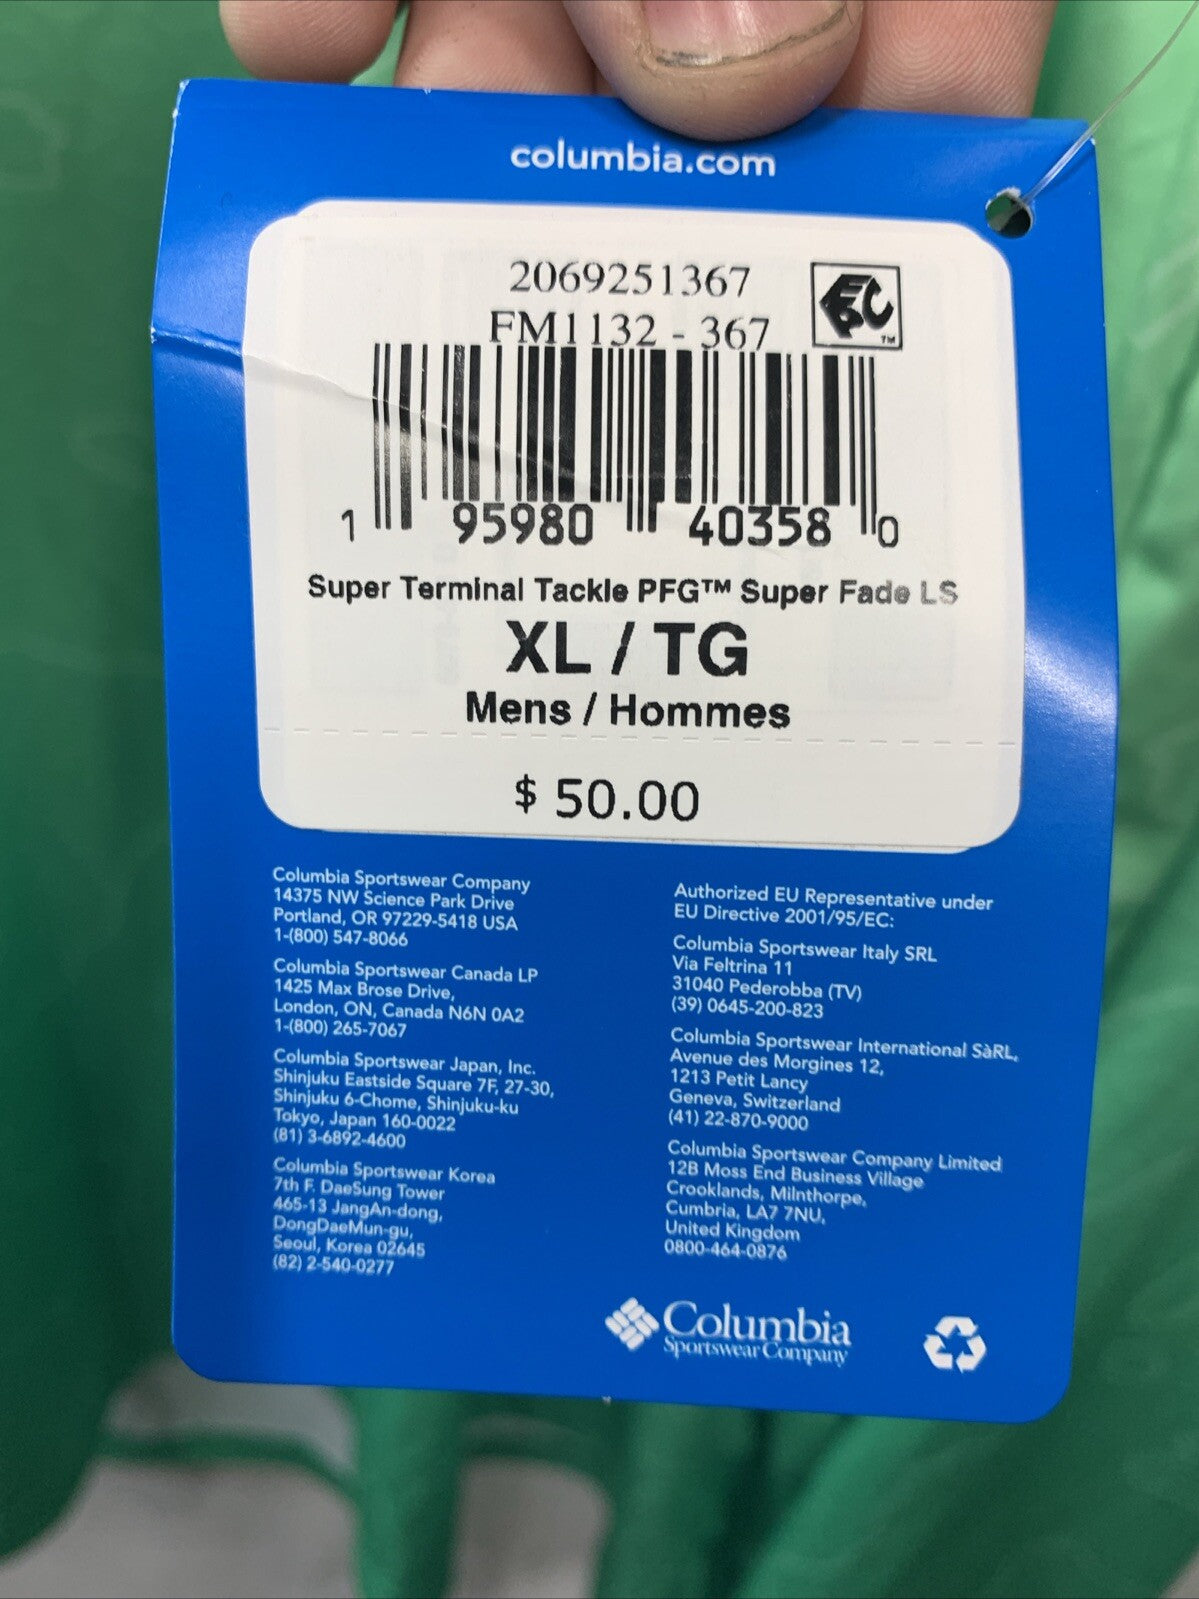 columbia.com
2069251367
EPC
TM
FM1132 - 367
1 95980 40358 0
Super Terminal Tackle PFG™ Super Fade LS
XL / TG
Mens / Hommes
$ 50.00
Columbia Sportswear Company
14375 NW Science Park Drive
Portland, OR 97229-5418 USA
1-(800) 547-8066
Columbia Sportswear Canada LP
1425 Max Brose Drive,
London, ON, Canada N6N 0A2
1-(800) 265-7067
Columbia Sportswear Japan, Inc.
Shinjuku Eastside Square 7F, 27-30,
Shinjuku 6-Chome, Shinjuku-ku
Tokyo, Japan 160-0022
(81) 3-6892-4600
Columbia Sportswear Korea
7th F. DaeSung Tower
465-13 JangAn-dong,
DongDaeMun-gu,
Seoul, Korea 02645
(82) 2-540-0277
Authorized EU Representative under
EU Directive 2001/95/EC:
Columbia Sportswear Italy SRL
Via Feltrina 11
31040 Pederobba (TV)
(39) 0645-200-823
Columbia Sportswear International SàRL,
Avenue des Morgines 12,
1213 Petit Lancy
Geneva, Switzerland
(41) 22-870-9000
Columbia Sportswear Company Limited
12B Moss End Business Village
Crooklands, Milnthorpe,
Cumbria, LA7 7NU,
United Kingdom
0800-464-0876
Columbia
Sportswear Company